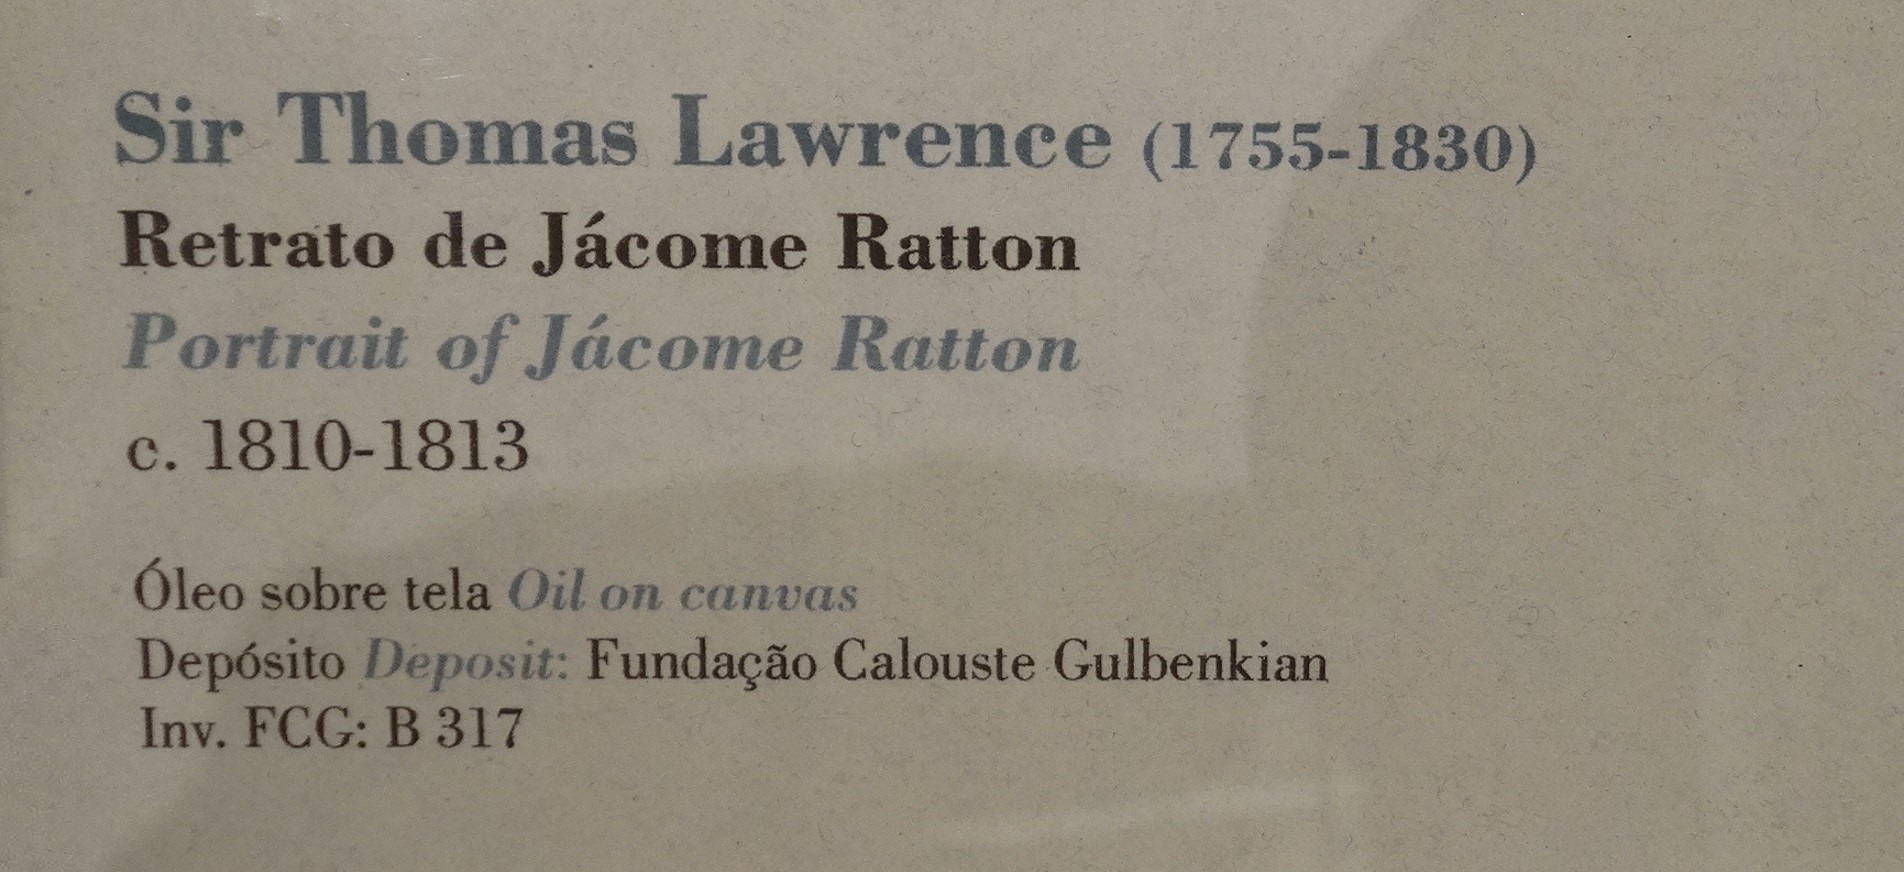 Sir Thomas Lawrence (1755-1830)
Retrato de Jácome Ratton
Portrait of Jácome Ratton
c. 1810-1813
Óleo sobre tela Oil on canvas
Depósito Deposit: Fundação Calouste Gulbenkian
Inv. FCG: B 317